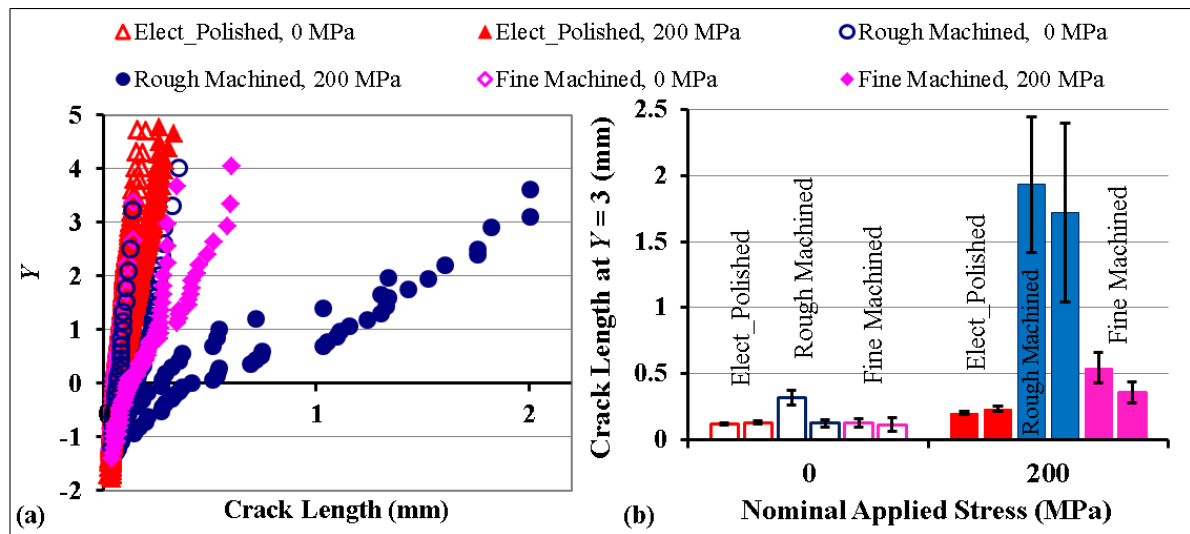 Elect_Polished, 0 MPa
Elect_Polished, 200 MPa
Rough Machined, 0 MPa
Rough Machined, 200 MPa
Fine Machined, 0 MPa
Fine Machined, 200 MPa
5
4
3
2
1
0
-1
-2
Y
0
1
2
Crack Length (mm)
(a)
2.5
2
1.5
1
0.5
0
Crack Length at Y = 3 (mm)
Elect_Polished
Rough Machined
Fine Machined
Elect_Polished
Rough Machined
Fine Machined
0
200
(b)
Nominal Applied Stress (MPa)